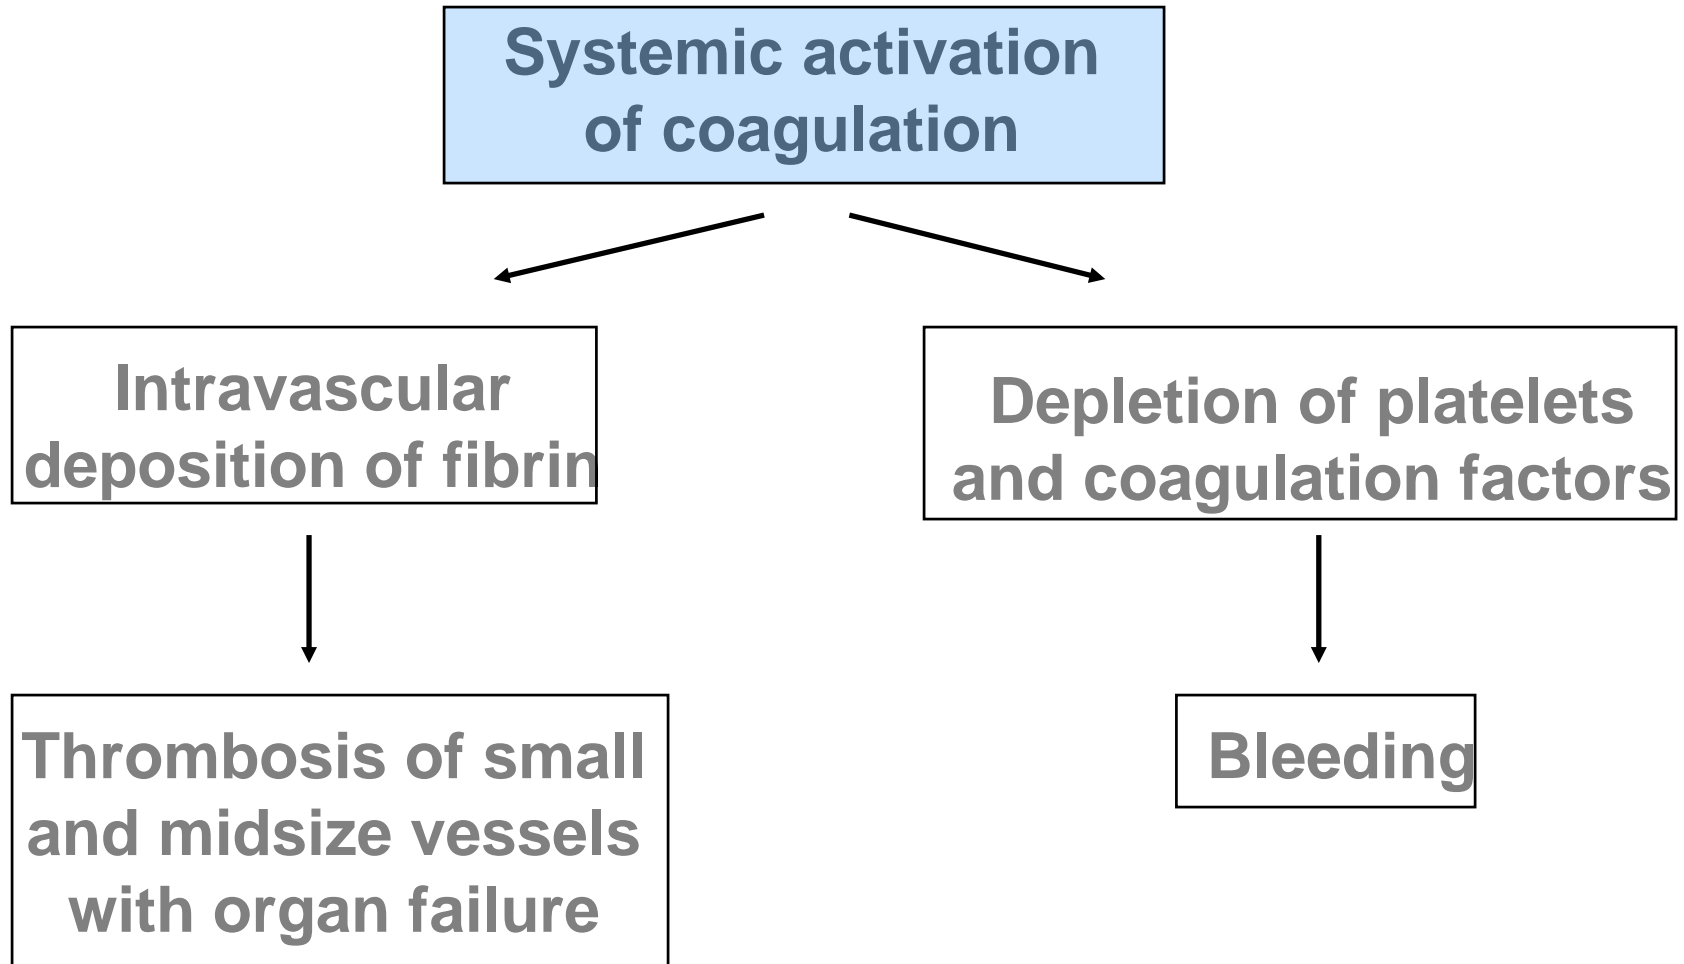 Systemic activation
of coagulation
Intravascular
deposition of fibrin
Depletion of platelets
and coagulation factors
Thrombosis of small
and midsize vessels
with organ failure
Bleeding